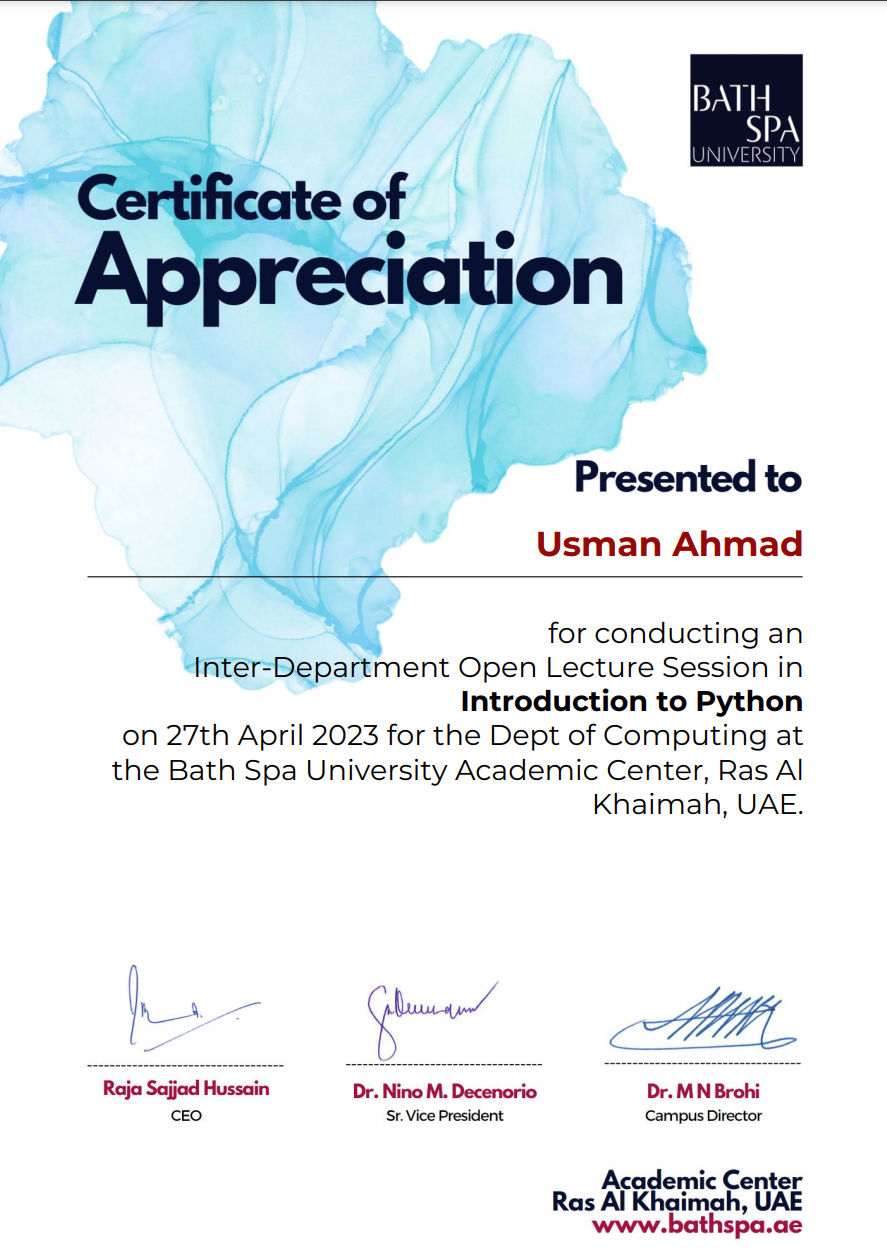 BATH
SPA
UNIVERSITY
Certificate of
Appreciation
Presented to
Usman Ahmad
for conducting an
Inter-Department Open Lecture Session in
Introduction to Python
on 27th April 2023 for the Dept of Computing at
the Bath Spa University Academic Center, Ras Al
Khaimah, UAE.
Raja Sajjad Hussain
CEO
Dr. Nino M. Decenorio
Sr. Vice President
Dr. M N Brohi
Campus Director
Academic Center
Ras Al Khaimah, UAE
www.bathspa.ae